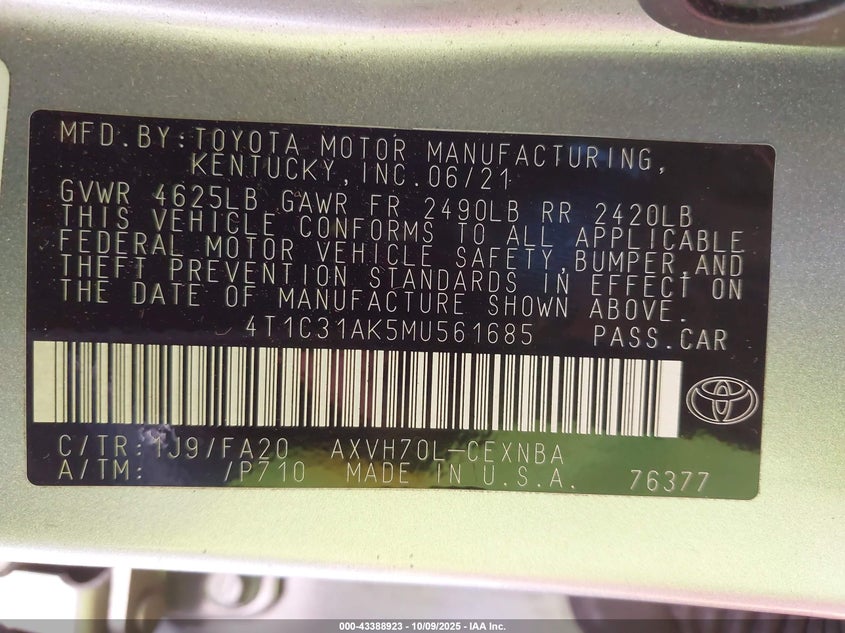 MFD.BY:TOYOTA MOTOR MANUFACTURING,
KENTUCKY,INC.06/21
GVWR 4625LB GAWR FR 2490LB RR 2420LB
THIS VEHICLE CONFORMS TO ALL APPLICABLE
FEDERAL MOTOR VEHICLE SAFETY,BUMPER,AND
THEFT PREVENTION STANDARDS IN EFFECT ON
THE DATE OF MANUFACTURE SHOWN ABOVE.
4T1C31AK5MU561685 PASS.CAR
C/TR:1J9/FA20 AXVH70L-CEXNBA
A/TM: /P710 MADE IN U.S.A. 76377
000-43388923 - 10/09/2025 - IAA Inc.